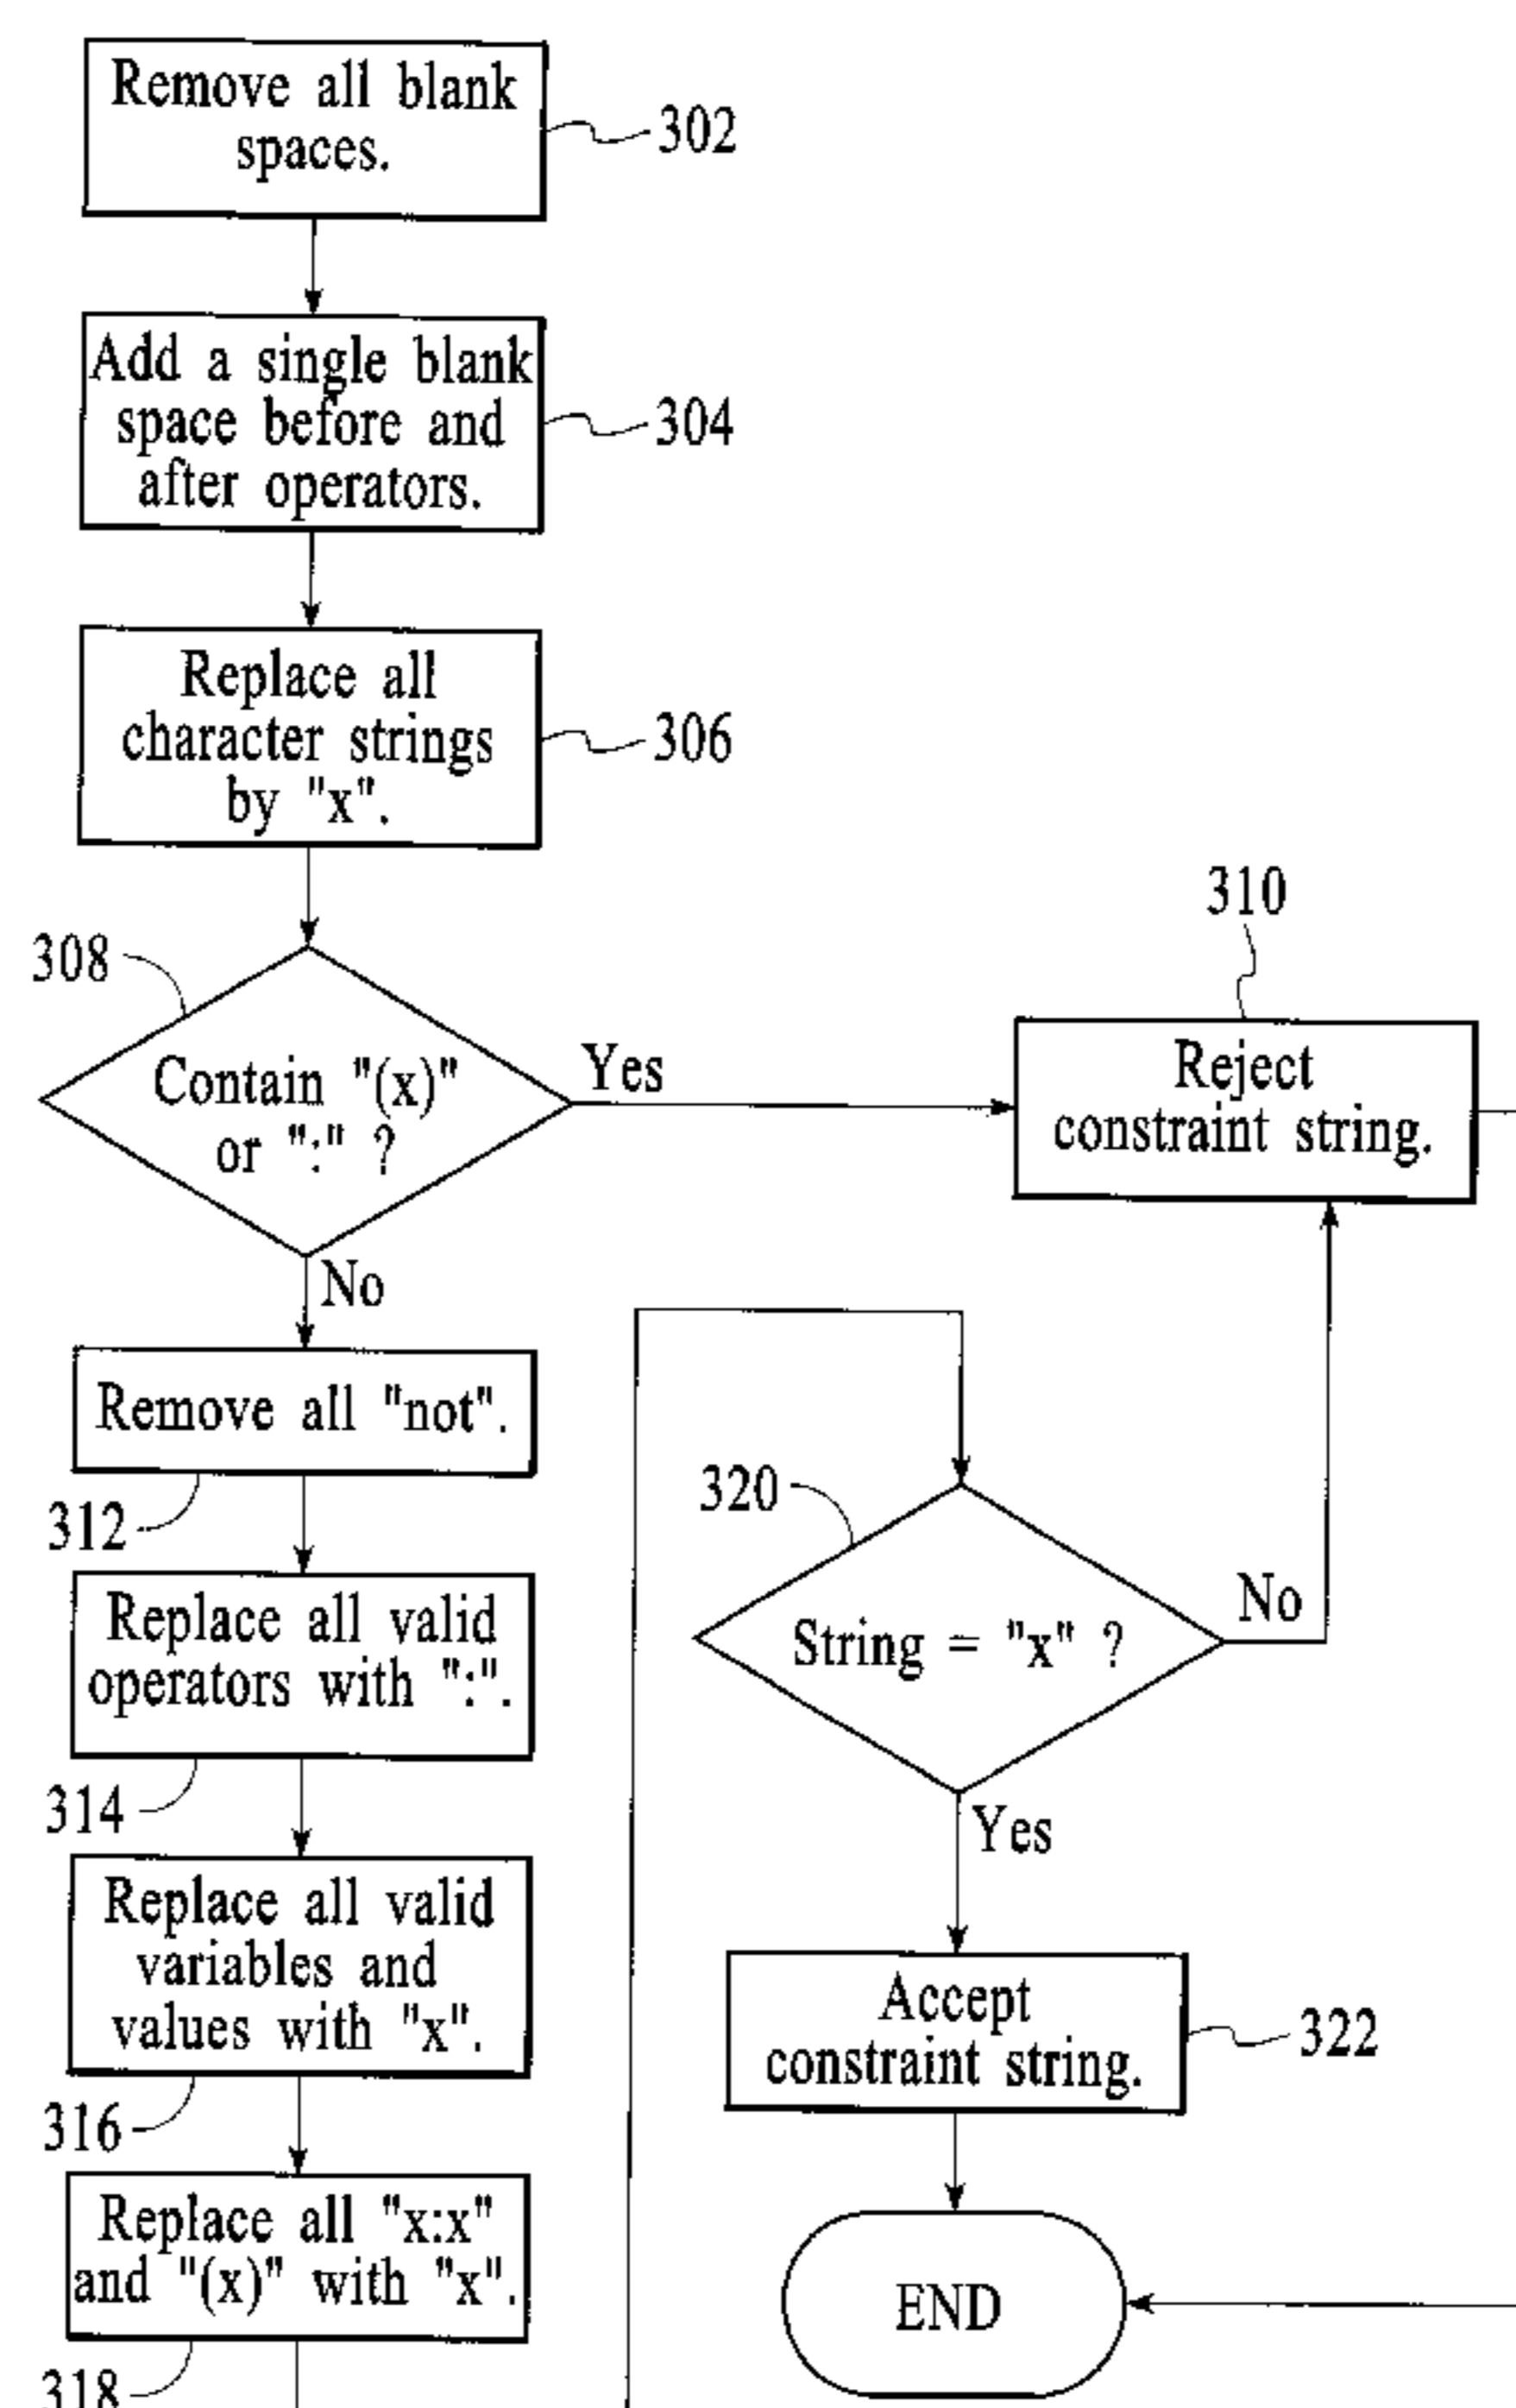 Remove all blank
spaces.
302
Add a single blank
space before and
after operators.
304
Replace all
character strings
by "x".
306
308
Contain "(x)"
or ":" ?
Yes
No
310
Reject
constraint string.
Remove all "not".
312
Replace all valid
operators with ":".
314
Replace all valid
variables and
values with "x".
316
Replace all "x:x"
and "(x)" with "x".
318
320
String = "x" ?
No
Yes
Accept
constraint string.
322
END